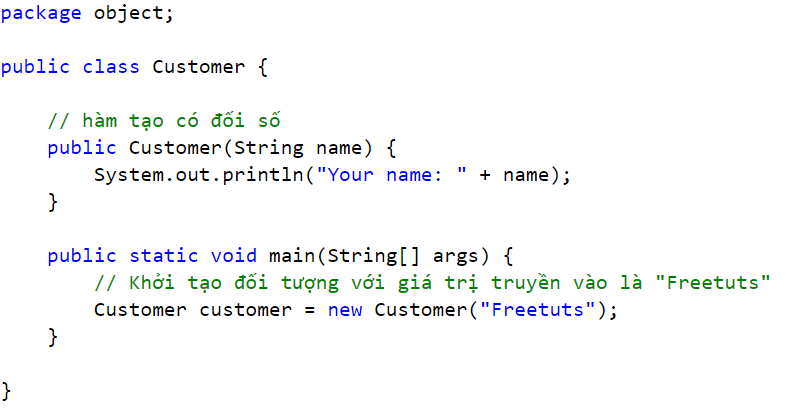 package object;
public class Customer {
// hàm tạo có đối số
public Customer(String name) {
System.out.println("Your name: " + name);
}
public static void main(String[] args) {
// Khởi tạo đối tượng với giá trị truyền vào là "Freetuts"
Customer customer = new Customer("Freetuts");
}
}